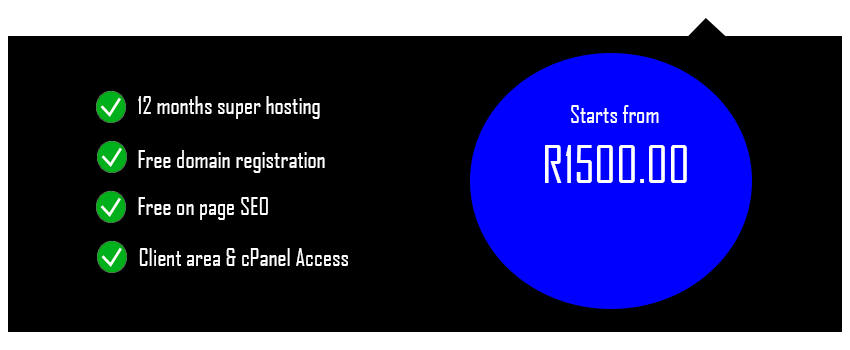 12 months super hosting
Free domain registration
Free on page SEO
Client area & cPanel Access
Starts from
R1500.00